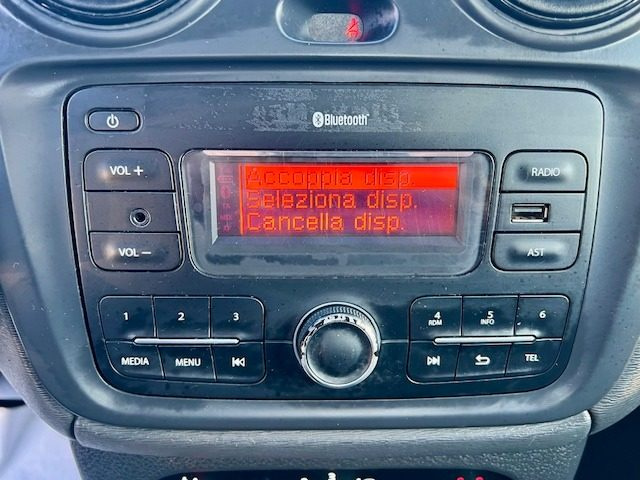 Bluetooth
VOL +
RADIO
Accoppia disp.
Seleziona disp.
Cancella disp.
TA
VOL −
AST
1 2 3
4 RDM 5 INFO 6
MEDIA MENU
TEL